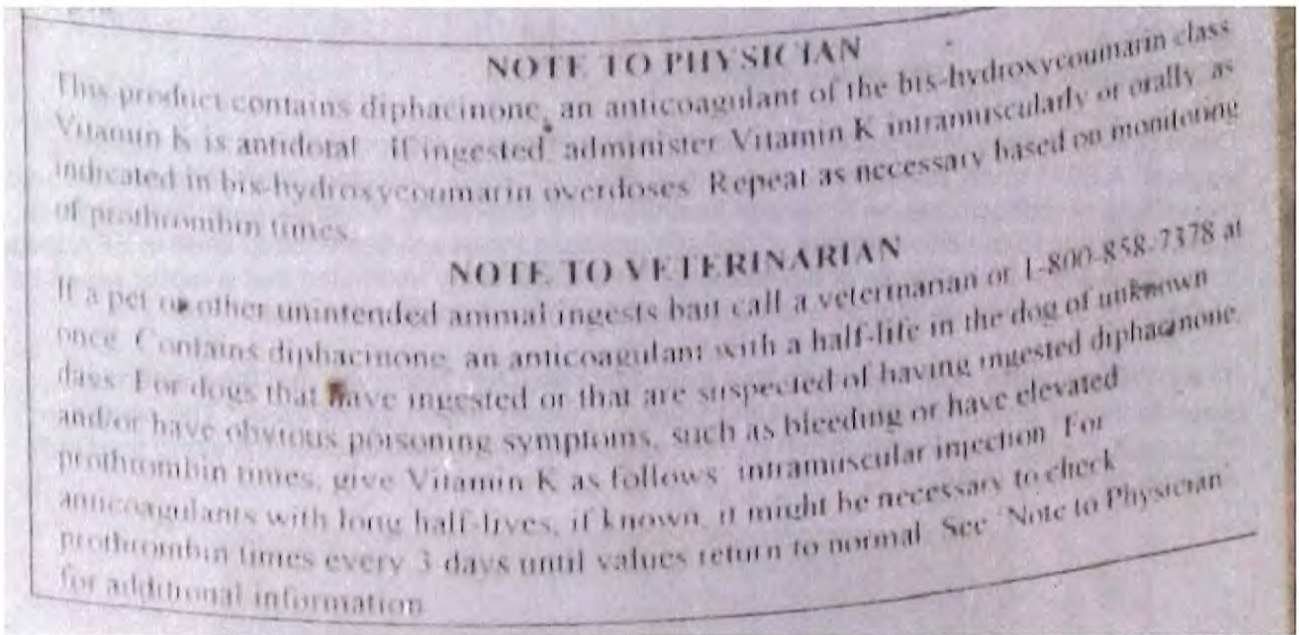 NOTE TO PHYSICIAN
This product contains diphacinone, an anticoagulant of the bis-hydroxycoumarin class
Vitamin K is antidotal. If ingested, administer Vitamin K intramuscularly or orally as
indicated in bis-hydroxycoumarin overdoses. Repeat as necessary based on monitoring
of prothrombin times.
NOTE TO VETERINARIAN
If a pet or other unintended animal ingests bait call a veterinarian or 1-800-858-7378 at
once. Contains diphacinone, an anticoagulant with a half-life in the dog of unknown
days. For dogs that have ingested or that are suspected of having ingested diphacinone,
and/or have obvious poisoning symptoms, such as bleeding or have elevated
prothrombin times, give Vitamin K as follows: intramuscular injection. For
anticoagulants with long half-lives, if known, it might be necessary to check
prothrombin times every 3 days until values return to normal. See "Note to Physician"
for additional information.